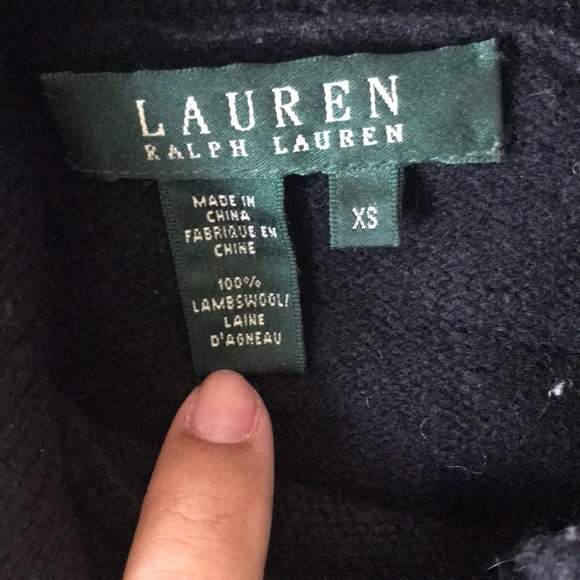 LAUREN
RALPH LAUREN
MADE IN
CHINA
FABRIQUE EN
CHINE
100%
LAMBSWOOL/
LAINE
D'AGNEAU
XS